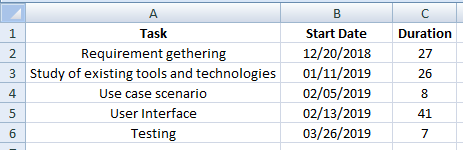 A B C
1 Task Start Date Duration
2 Requirement gethering 12/20/2018 27
3 Study of existing tools and technologies 01/11/2019 26
4 Use case scenario 02/05/2019 8
5 User Interface 02/13/2019 41
6 Testing 03/26/2019 7